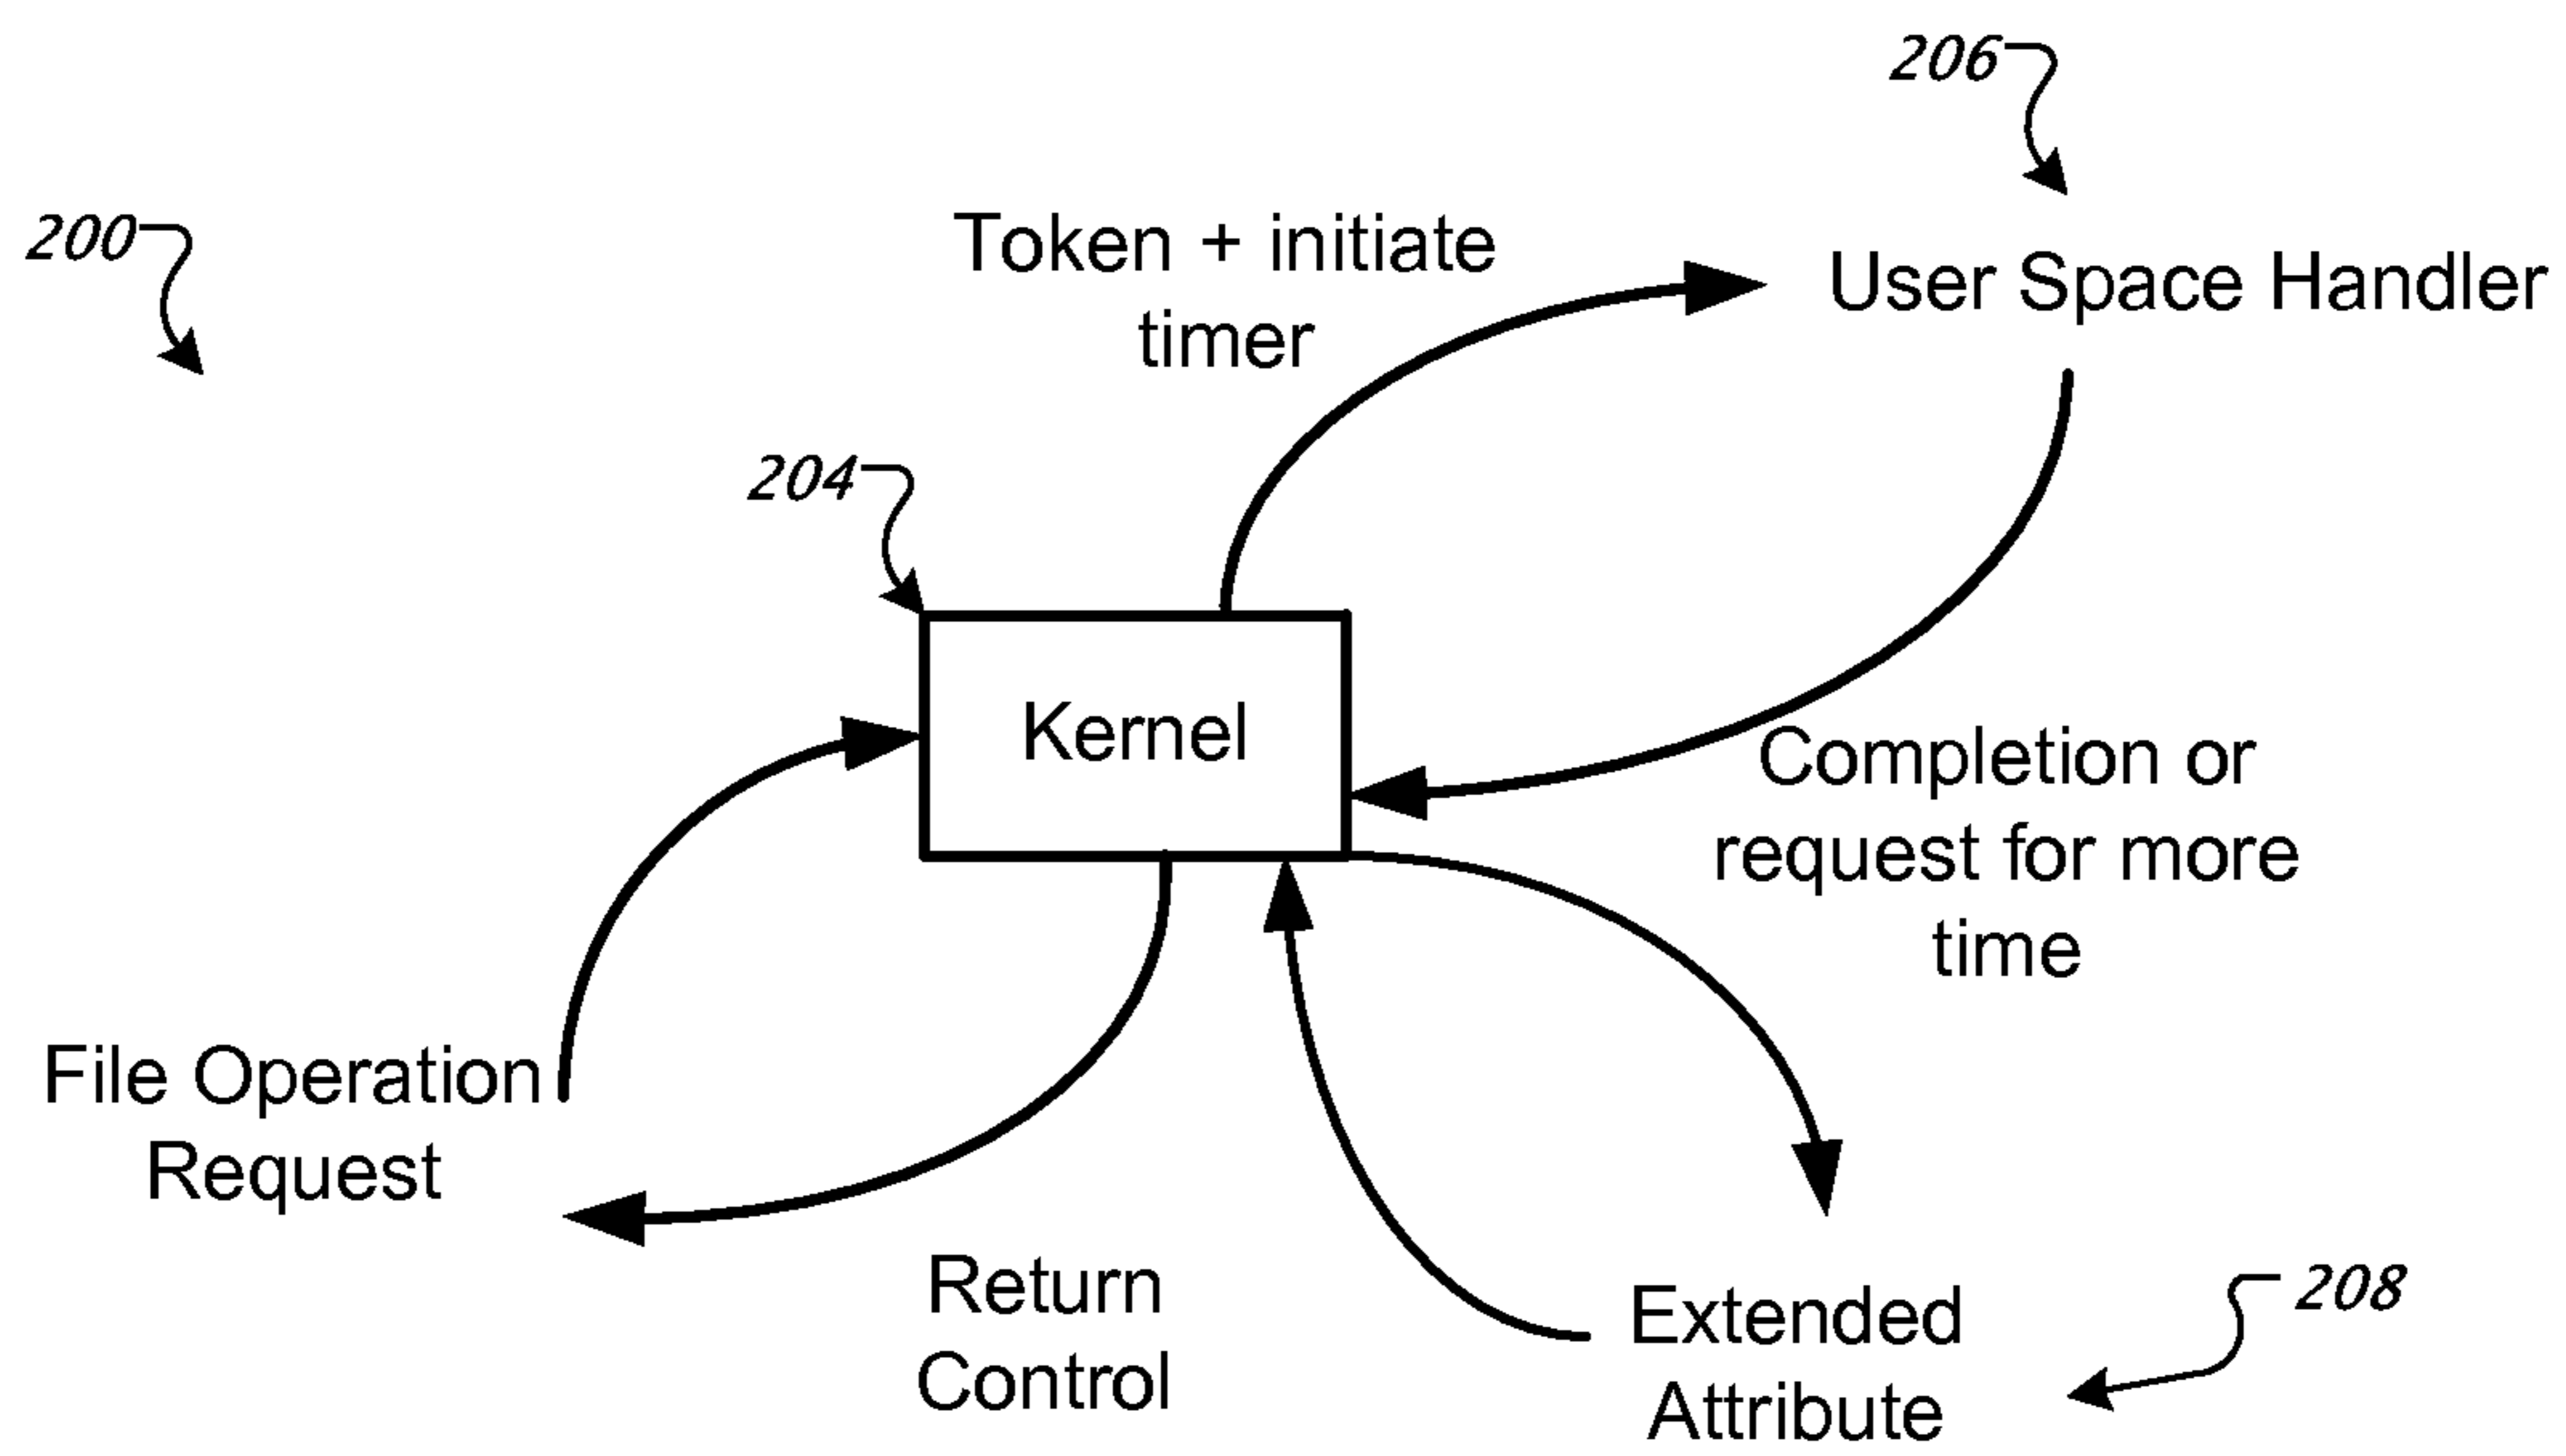 206
200
Token + initiate
timer
User Space Handler
204
Kernel
Completion or
request for more
time
File Operation
Request
Return
Control
Extended
Attribute
208